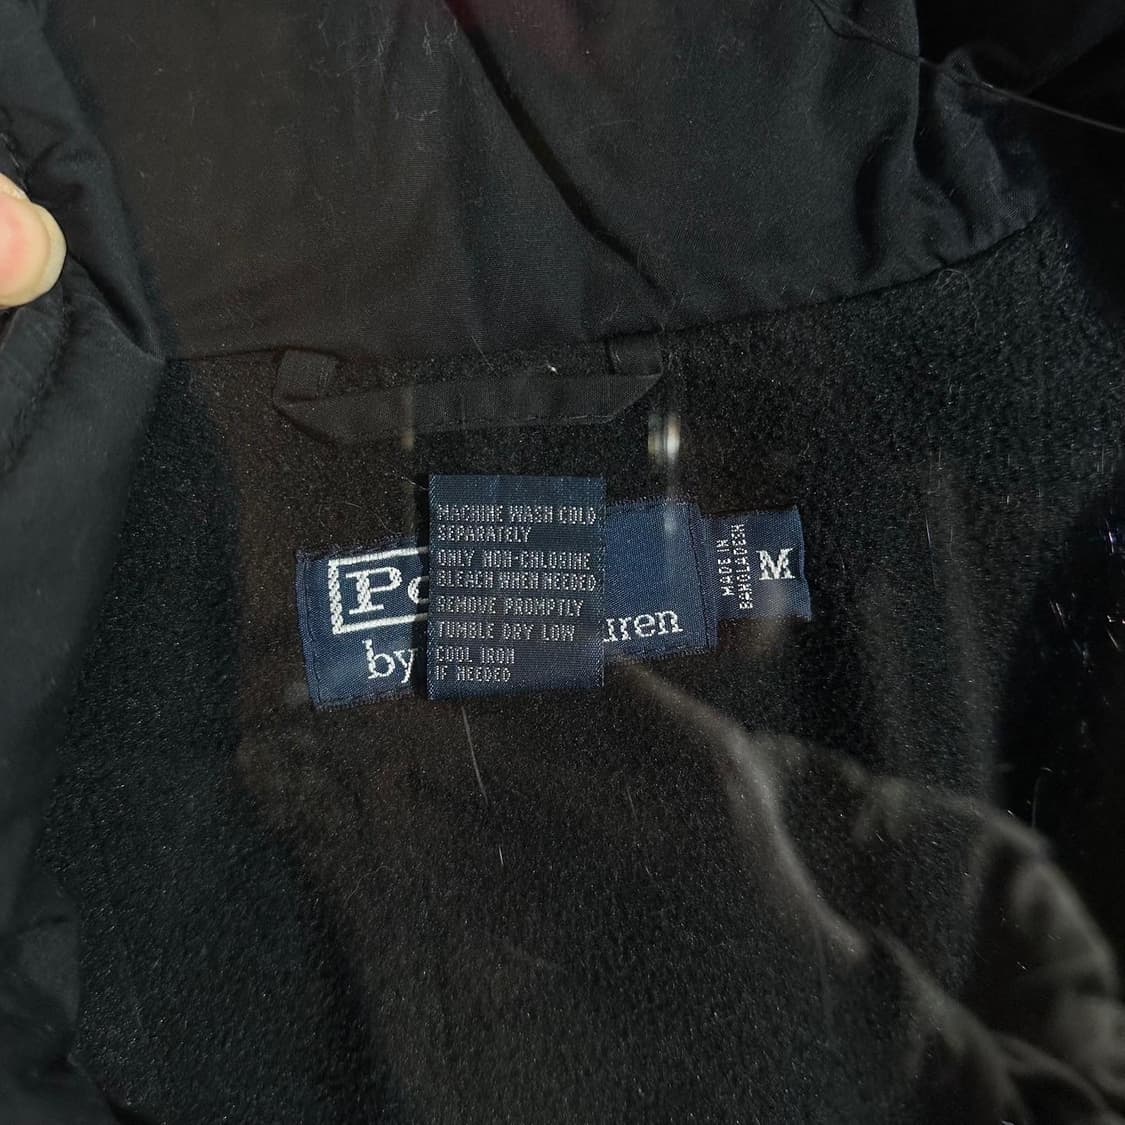 MACHINE WASH COLD
SEPARATELY
ONLY NON-CHLORINE
BLEACH WHEN NEEDED
REMOVE PROMPTLY
TUMBLE DRY LOW
COOL IRON
IF NEEDED
Po
by uren
MADE IN
BANGLADESH
M